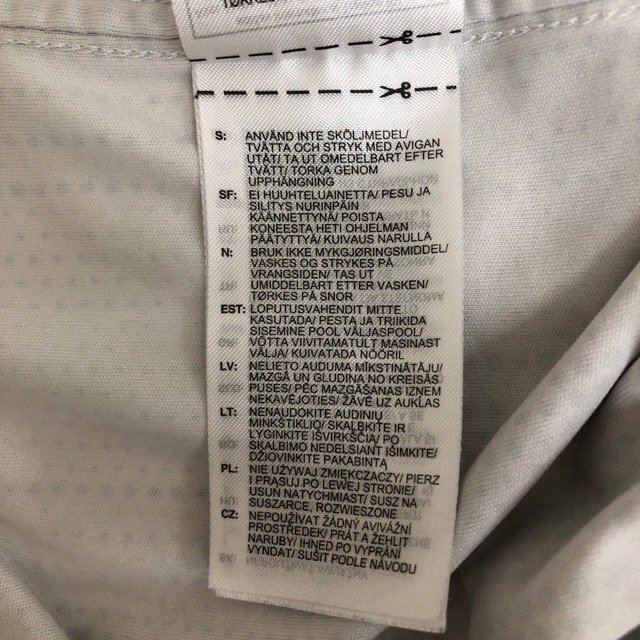 S: ANVÄND INTE SKÖLJMEDEL/
TVÄTTA OCH STRYK MED AVIGAN
UTÅT/ TA UT OMEDELBART EFTER
TVÄTT/ TORKA GENOM
UPPHÄNGNING
SF: EI HUUHTELUAINETTA/ PESU JA
SILITYS NURINPÄIN
KÄÄNNETTYNÄ/ POISTA
KONEESTA HETI OHJELMAN
PÄÄTYTTYÄ/ KUIVAUS NARULLA
N: BRUK IKKE MYKGJØRINGSMIDDEL/
VASKES OG STRYKES PÅ
VRANGSIDEN/ TAS UT
UMIDDELBART ETTER VASKEN/
TØRKES PÅ SNOR
EST: LOPUTUSVAHENDIT MITTE
KASUTADA/ PESTA JA TRIIKIDA
SISEMINE POOL VÄLJASPOOL/
VÕTTA VIIVITAMATULT MASINAST
VÄLJA/ KUIVATADA NÖÖRIL
LV: NELIETO AUDUMA MĪKSTINĀTĀJU/
MAZGĀ UN GLUDINA NO KREISĀS
PUSES/ PĒC MAZGĀŠANAS IZŅEM
NEKAVĒJOTIES/ ŽĀVĒ UZ AUKLAS
LT: NENAUDOKITE AUDINIŲ
MINKŠTIKLIO/ SKALBKITE IR
LYGINKITE IŠVIRKŠČIA/ PO
SKALBIMO NEDELSIANT IŠIMKITE/
DŽIOVINKITE PAKABINTĄ
PL: NIE UŻYWAJ ZMIĘKCZACZY/ PIERZ
I PRASUJ PO LEWEJ STRONIE/
USUŃ NATYCHMIAST/ SUSZ NA
SUSZARCE, ROZWIESZONE
CZ: NEPOUŽÍVAT ŽÁDNÝ AVIVÁŽNÍ
PROSTŘEDEK/ PRÁT A ŽEHLIT
NARUBY/ IHNED PO VYPRÁNÍ
VYNDAT/ SUŠIT PODLE NÁVODU